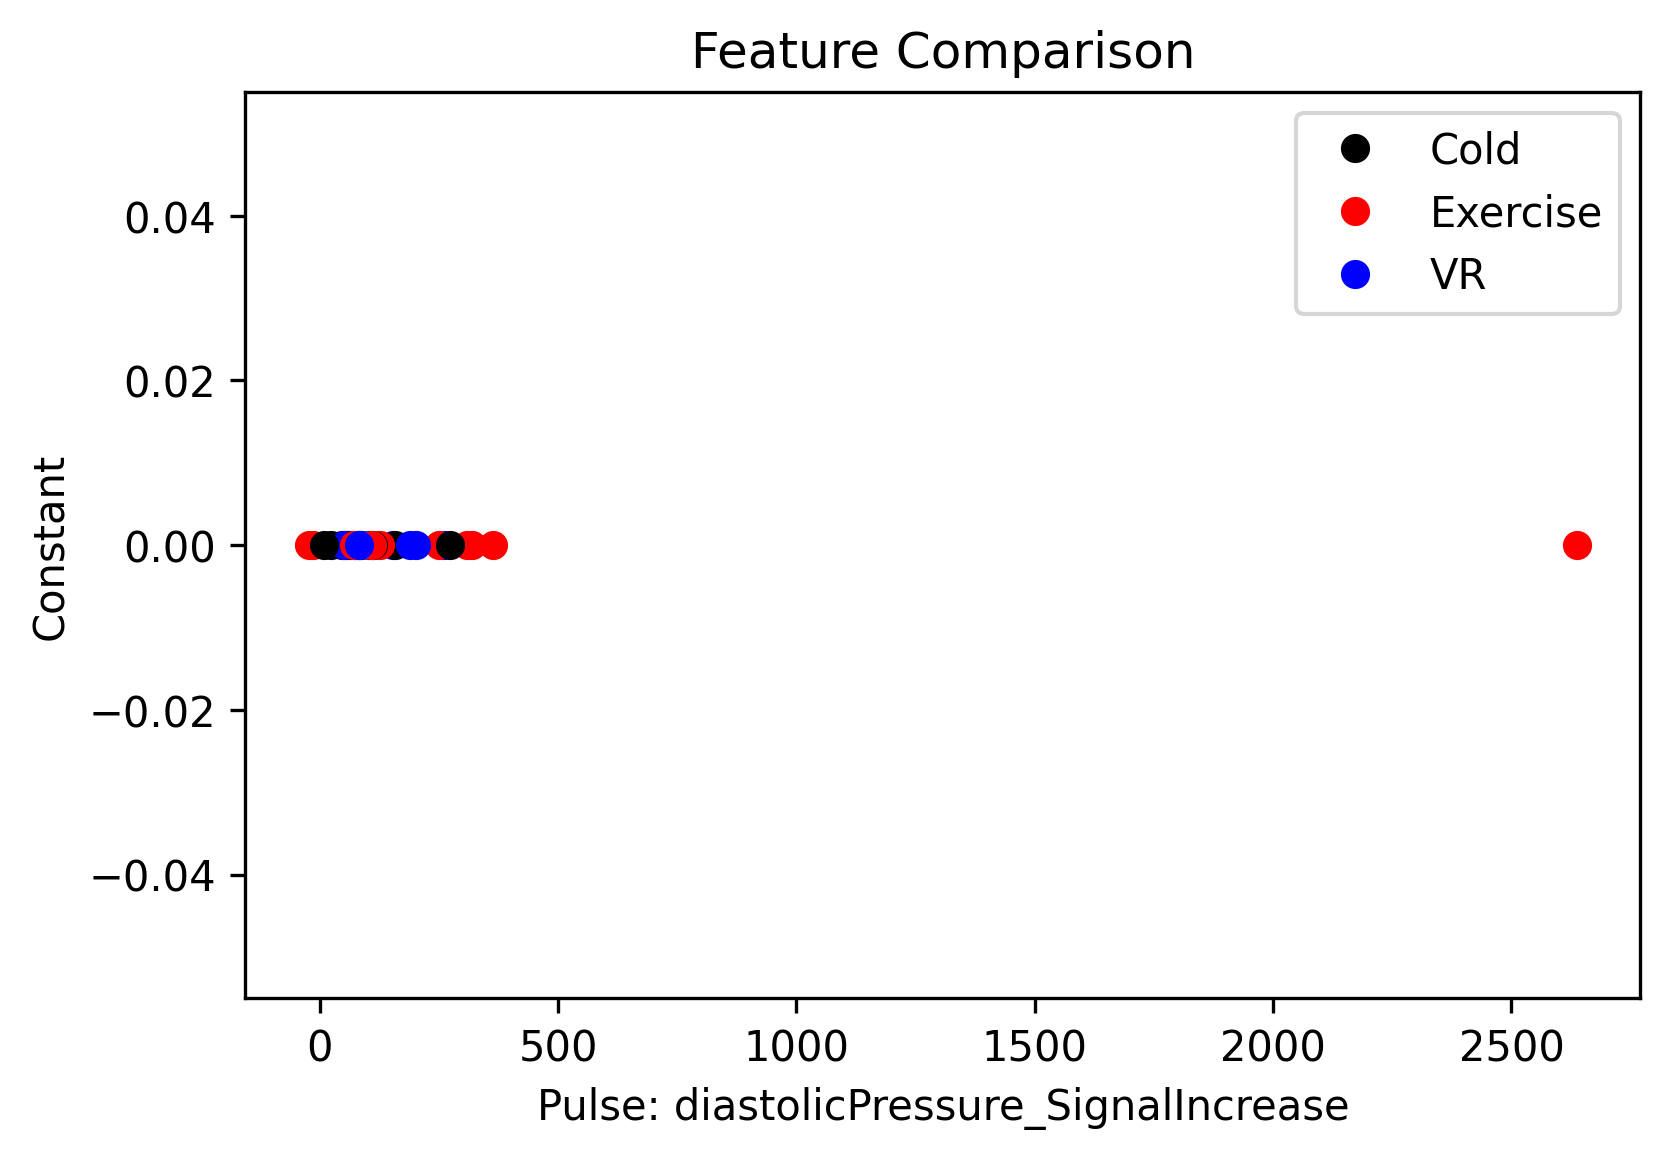 Feature Comparison
Cold
Exercise
VR
0.04
0.02
0.00
−0.02
−0.04
Constant
0 500 1000 1500 2000 2500
Pulse: diastolicPressure_SignalIncrease